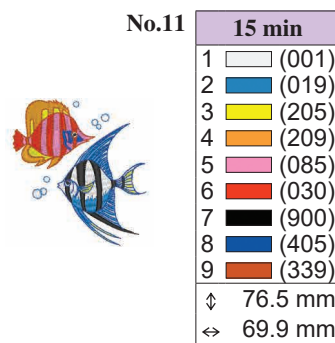 No.11
15 min
1 (001)
2 (019)
3 (205)
4 (209)
5 (085)
6 (030)
7 (900)
8 (405)
9 (339)
⇕ 76.5 mm
⇔ 69.9 mm